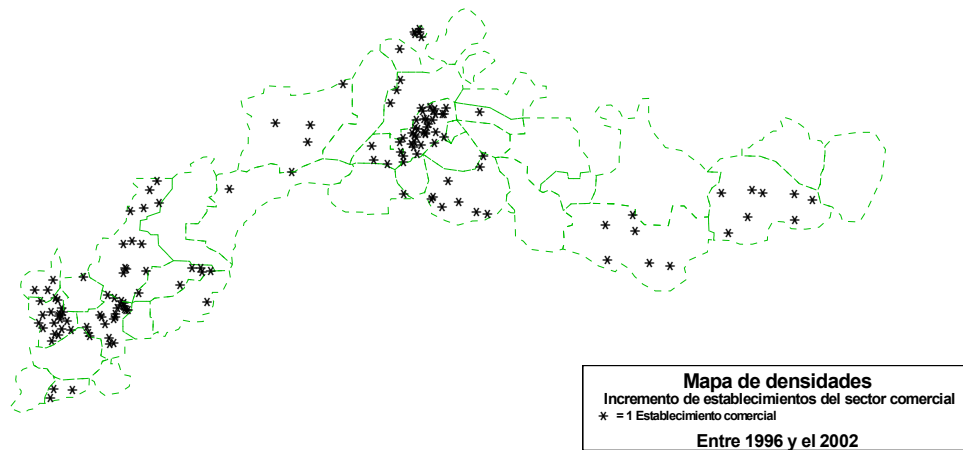 Mapa de densidades
Incremento de establecimientos del sector comercial
* = 1 Establecimiento comercial
Entre 1996 y el 2002